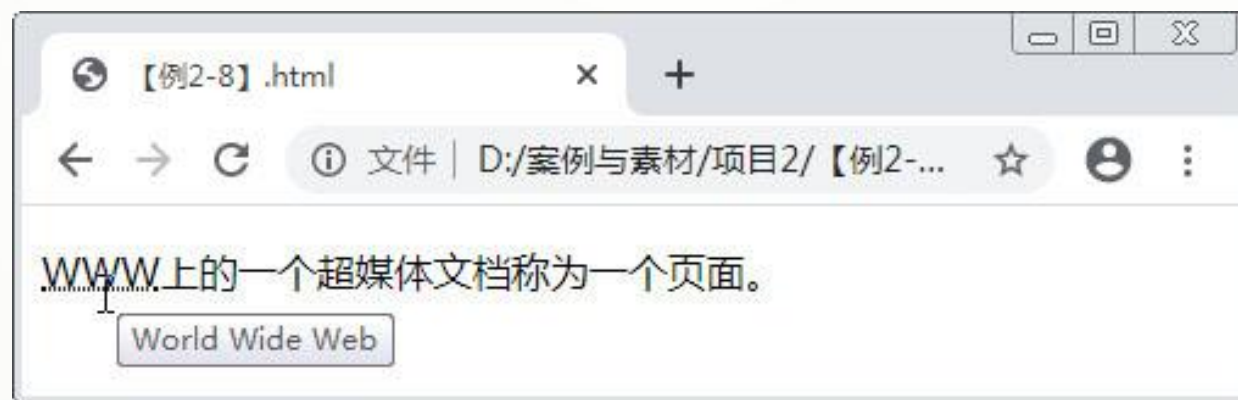 【例2-8】.html
文件 | D:/案例与素材/项目2/【例2-...
WWW上的一个超媒体文档称为一个页面。
World Wide Web